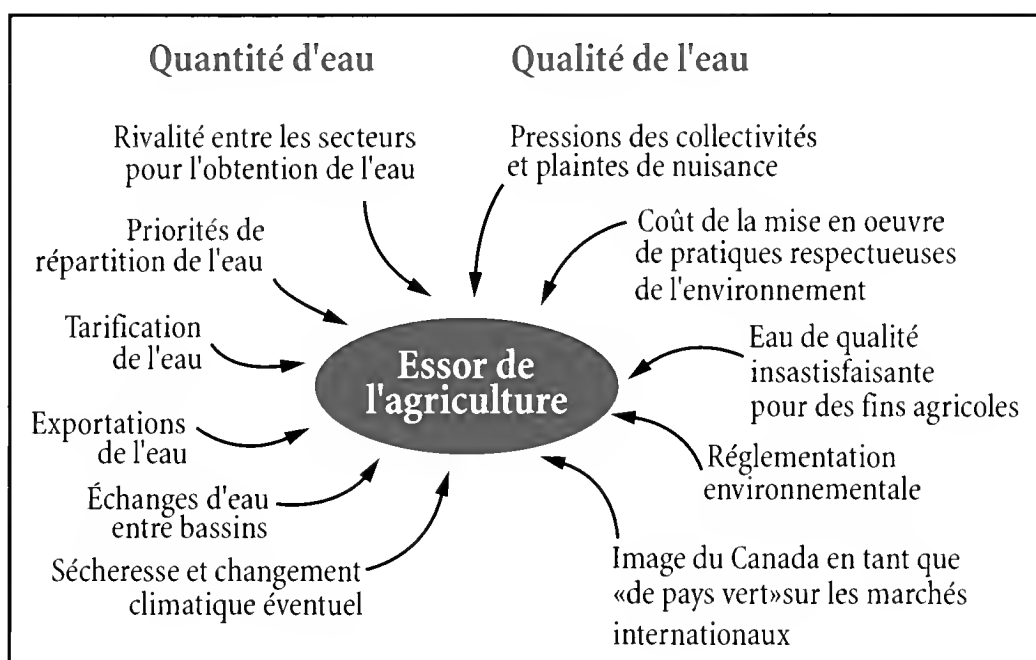 Quantité d'eau
Rivalité entre les secteurs
pour l'obtention de l'eau
Priorités de
répartition de l'eau
Tarification
de l'eau
Exportations
de l'eau
Échanges d'eau
entre bassins
Sécheresse et changement
climatique éventuel
Qualité de l'eau
Pressions des collectivités
et plaintes de nuisance
Coût de la mise en oeuvre
de pratiques respectueuses
de l'environnement
Eau de qualité
insastisfaisante
pour des fins agricoles
Réglementation
environnementale
Image du Canada en tant que
«de pays vert»sur les marchés
internationaux
Essor de
l'agriculture